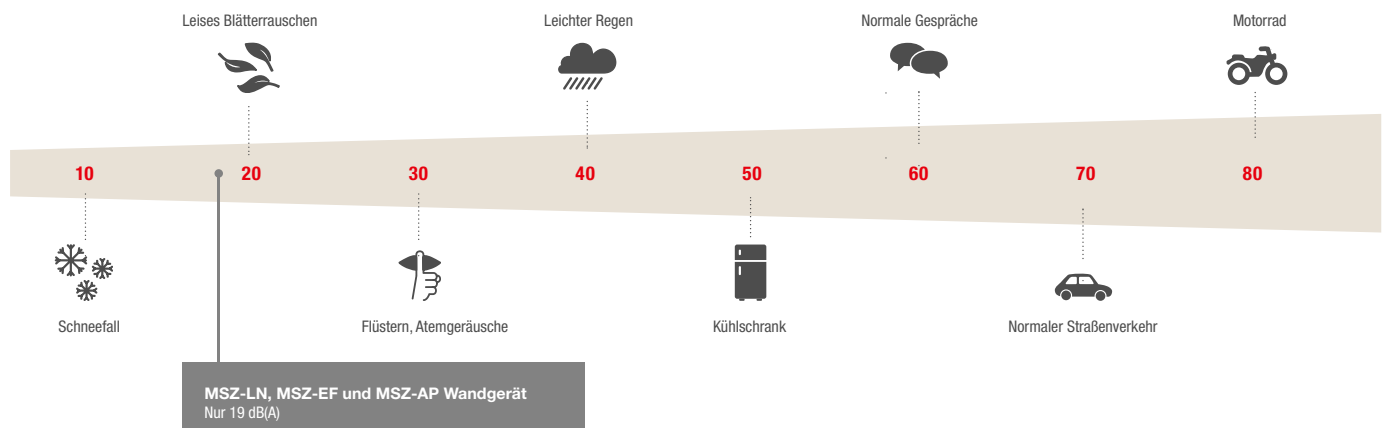 Leises Blätterrauschen
Leichter Regen
Normale Gespräche
Motorrad
10
20
30
40
50
60
70
80
Schneefall
Flüstern, Atemgeräusche
Kühlschrank
Normaler Straßenverkehr
MSZ-LN, MSZ-EF und MSZ-AP Wandgerät
Nur 19 dB(A)